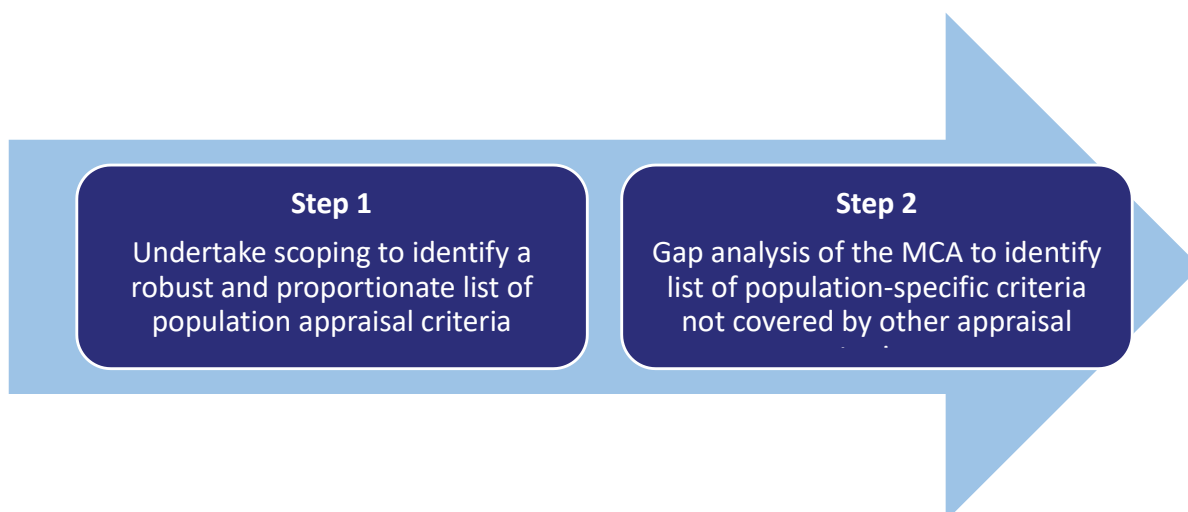 Step 1
Undertake scoping to identify a
robust and proportionate list of
population appraisal criteria
Step 2
Gap analysis of the MCA to identify
list of population-specific criteria
not covered by other appraisal